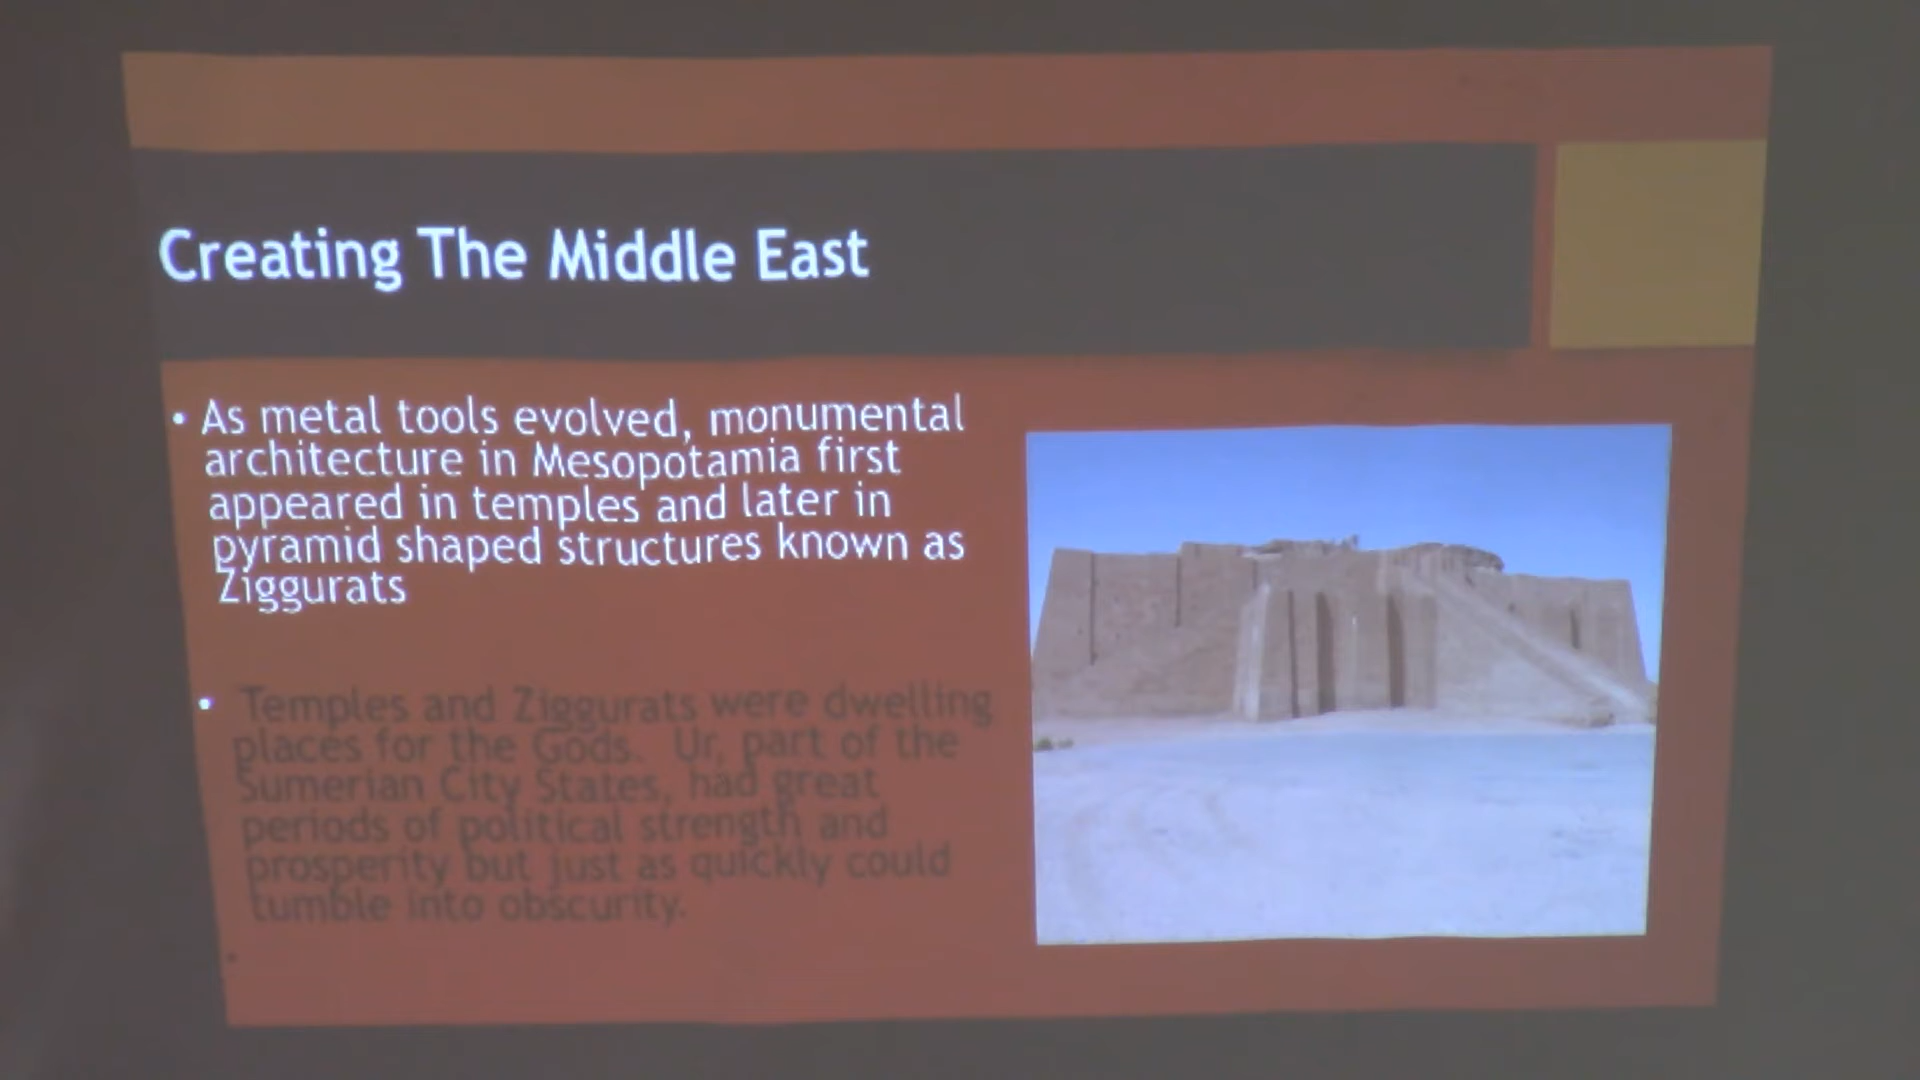 Creating The Middle East
• As metal tools evolved, monumental
architecture in Mesopotamia first
appeared in temples and later in
pyramid shaped structures known as
Ziggurats
• Temples and Ziggurats were dwelling
places for the Gods. Ur, part of the
Sumerian City States, had great
periods of political strength and
prosperity but just as quickly could
tumble into obscurity.